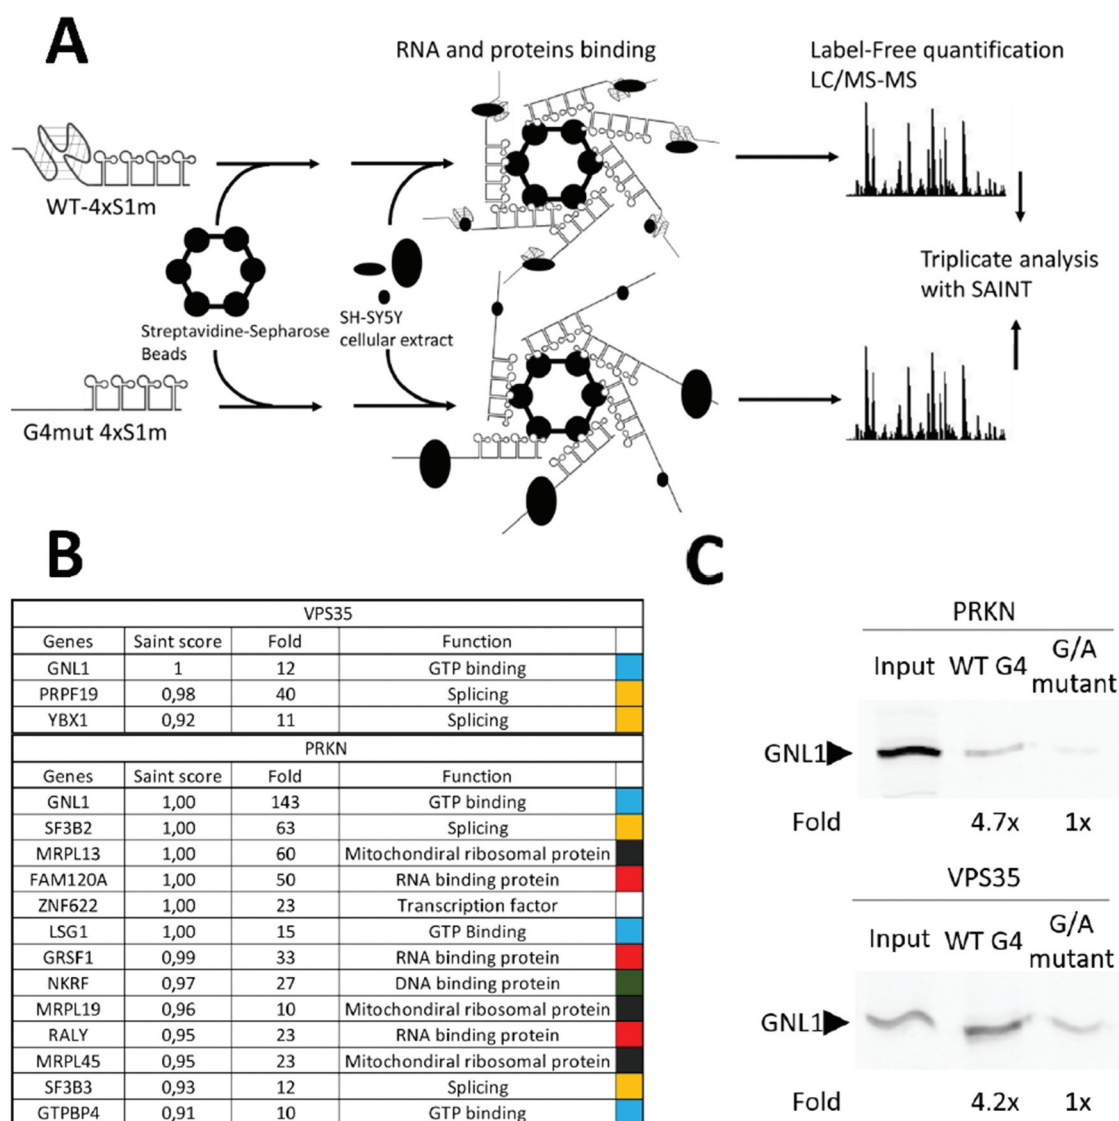 A
RNA and proteins binding
Label-Free quantification
LC/MS-MS
WT-4xS1m
Streptavidine-Sepharose
Beads
SH-SY5Y
cellular extract
Triplicate analysis
with SAINT
G4mut 4xS1m
B
VPS35
Genes Saint score Fold Function
GNL1 1 12 GTP binding
PRPF19 0,98 40 Splicing
YBX1 0,92 11 Splicing
PRKN
Genes Saint score Fold Function
GNL1 1,00 143 GTP binding
SF3B2 1,00 63 Splicing
MRPL13 1,00 60 Mitochondiral ribosomal protein
FAM120A 1,00 50 RNA binding protein
ZNF622 1,00 23 Transcription factor
LSG1 1,00 15 GTP Binding
GRSF1 0,99 33 RNA binding protein
NKRF 0,97 27 DNA binding protein
MRPL19 0,96 10 Mitochondiral ribosomal protein
RALY 0,95 23 RNA binding protein
MRPL45 0,95 23 Mitochondiral ribosomal protein
SF3B3 0,93 12 Splicing
GTPBP4 0,91 10 GTP binding
C
PRKN
Input WT G4 G/A
mutant
GNL1
Fold 4.7x 1x
VPS35
Input WT G4 G/A
mutant
GNL1
Fold 4.2x 1x